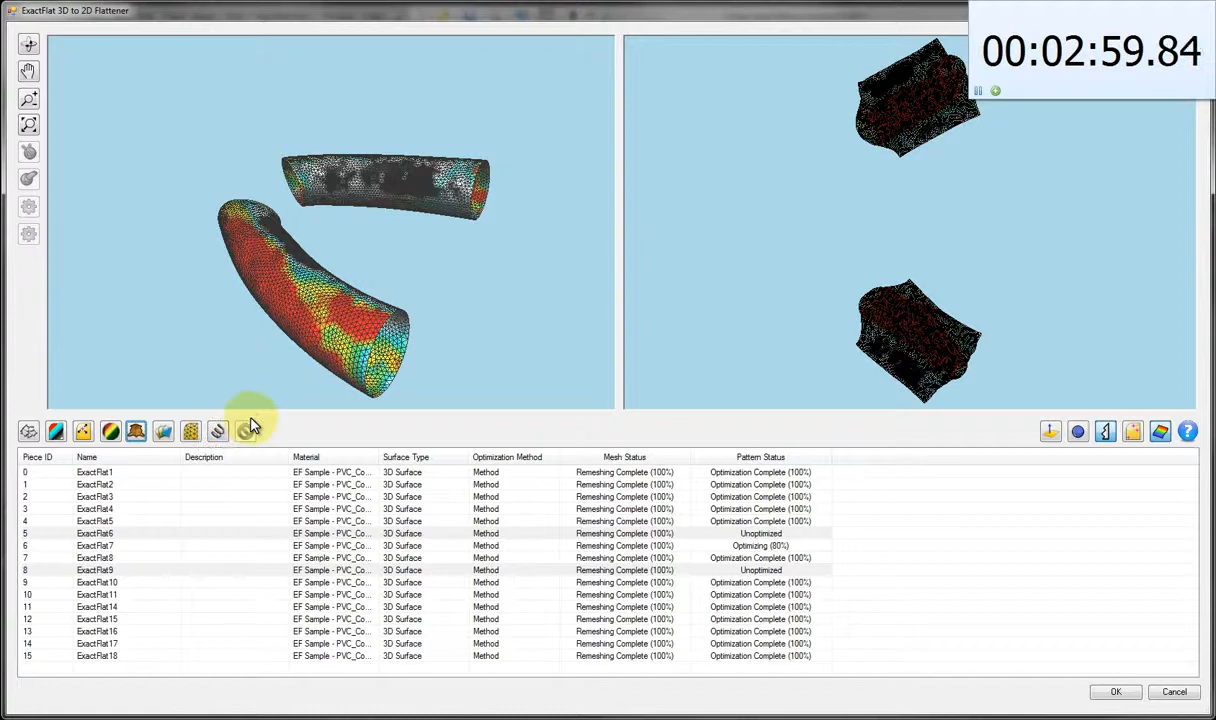 ExactFlat 3D to 2D Flattener
00:02:59.84
Piece ID Name Description Material Surface Type Optimization Method Mesh Status Pattern Status
0 ExactFlat1 EF Sample - PVC_Co... 3D Surface Method Remeshing Complete (100%) Optimization Complete (100%)
1 ExactFlat2 EF Sample - PVC_Co... 3D Surface Method Remeshing Complete (100%) Optimization Complete (100%)
2 ExactFlat3 EF Sample - PVC_Co... 3D Surface Method Remeshing Complete (100%) Optimization Complete (100%)
3 ExactFlat4 EF Sample - PVC_Co... 3D Surface Method Remeshing Complete (100%) Optimization Complete (100%)
4 ExactFlat5 EF Sample - PVC_Co... 3D Surface Method Remeshing Complete (100%) Optimization Complete (100%)
5 ExactFlat6 EF Sample - PVC_Co... 3D Surface Method Remeshing Complete (100%) Unoptimized
6 ExactFlat7 EF Sample - PVC_Co... 3D Surface Method Remeshing Complete (100%) Optimizing (80%)
7 ExactFlat8 EF Sample - PVC_Co... 3D Surface Method Remeshing Complete (100%) Optimization Complete (100%)
8 ExactFlat9 EF Sample - PVC_Co... 3D Surface Method Remeshing Complete (100%) Unoptimized
9 ExactFlat10 EF Sample - PVC_Co... 3D Surface Method Remeshing Complete (100%) Optimization Complete (100%)
10 ExactFlat11 EF Sample - PVC_Co... 3D Surface Method Remeshing Complete (100%) Optimization Complete (100%)
11 ExactFlat14 EF Sample - PVC_Co... 3D Surface Method Remeshing Complete (100%) Optimization Complete (100%)
12 ExactFlat15 EF Sample - PVC_Co... 3D Surface Method Remeshing Complete (100%) Optimization Complete (100%)
13 ExactFlat16 EF Sample - PVC_Co... 3D Surface Method Remeshing Complete (100%) Optimization Complete (100%)
14 ExactFlat17 EF Sample - PVC_Co... 3D Surface Method Remeshing Complete (100%) Optimization Complete (100%)
15 ExactFlat18 EF Sample - PVC_Co... 3D Surface Method Remeshing Complete (100%) Optimization Complete (100%)
OK Cancel